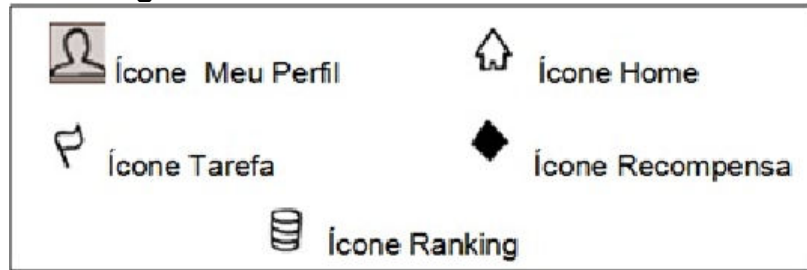 Ícone Meu Perfil
Ícone Home
Ícone Tarefa
Ícone Recompensa
Ícone Ranking